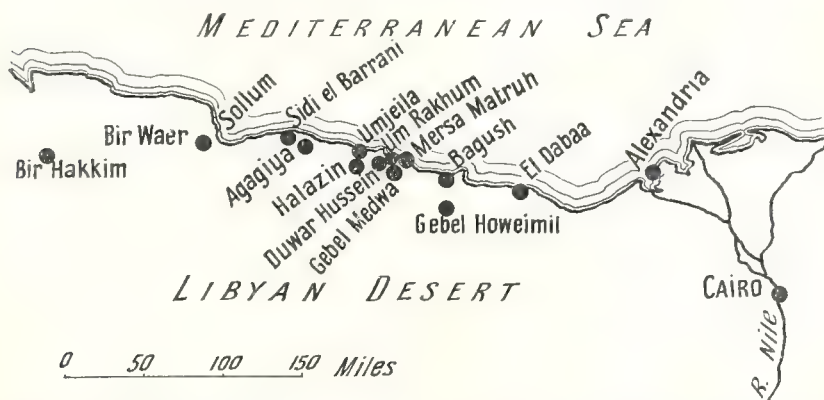 MEDITERRANEAN SEA
Sollum
Sidi el Barrani
Umjeila
Um Rakhum
Mersa Matruh
Bagush
El Dabaa
Alexandria
Bir Waer
Bir Hakkim
Agagiya
Halazin
Duwar Hussein
Gebel Medwa
Gebel Howeimil
LIBYAN DESERT
CAIRO
R. Nile
0 50 100 150 Miles